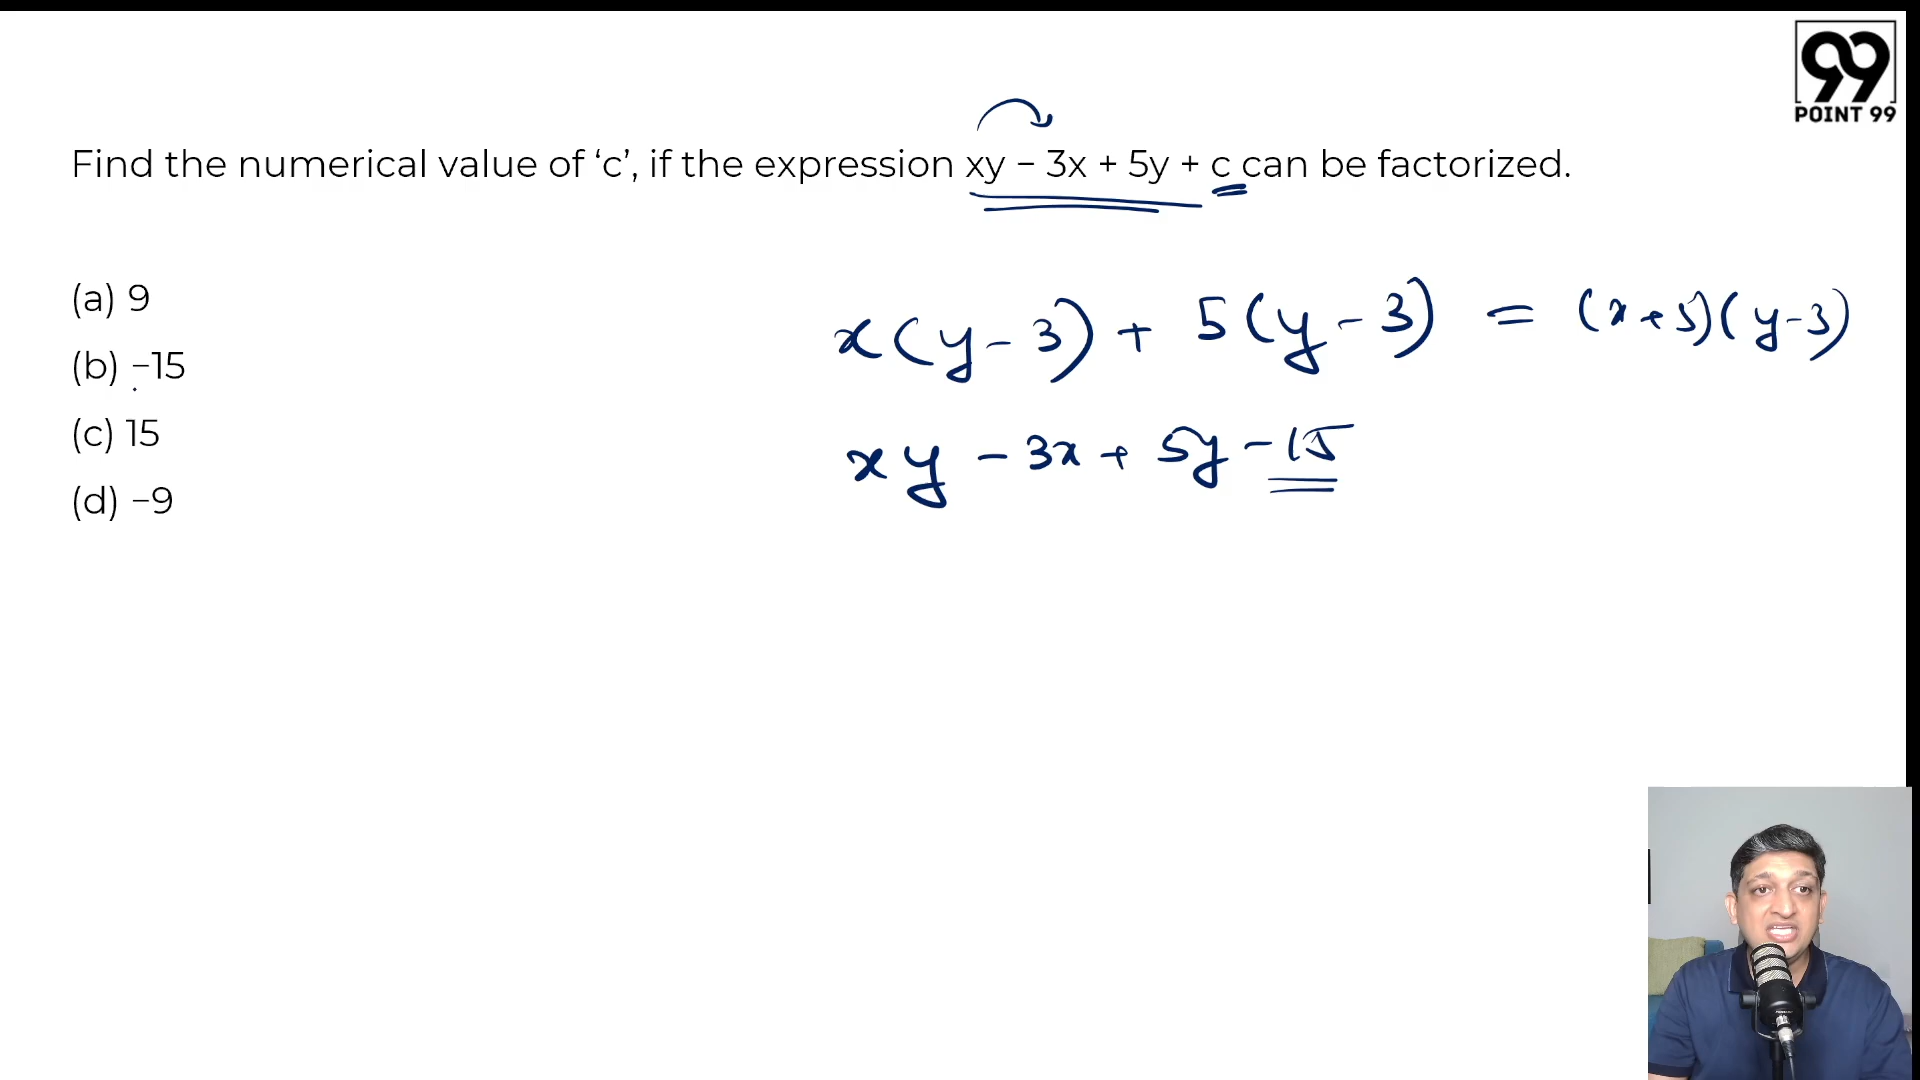 99
POINT 99
Find the numerical value of ‘c’, if the expression xy − 3x + 5y + c can be factorized.
(a) 9
(b) −15
(c) 15
(d) −9
x(y-3) + 5(y-3) = (x+5)(y-3)
xy - 3x + 5y - 15